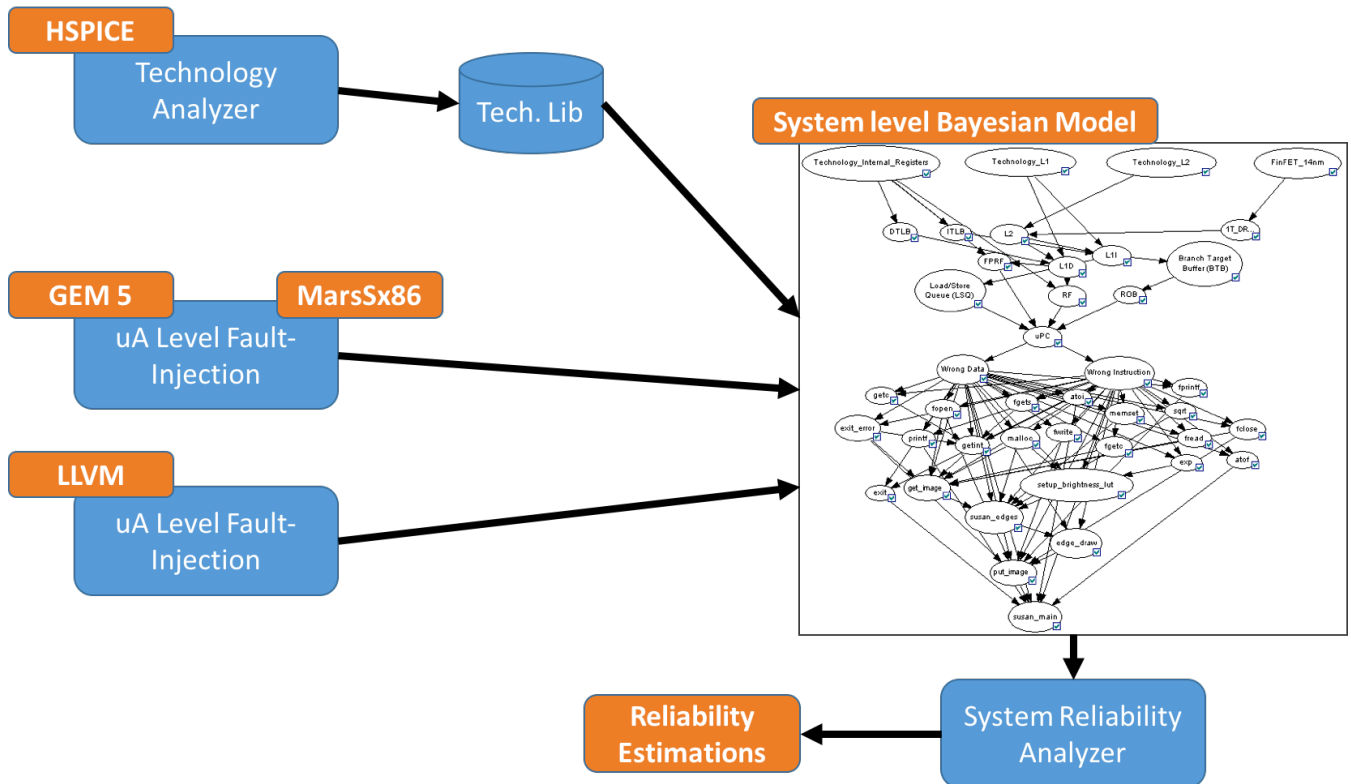 HSPICE
Technology
Analyzer
Tech. Lib
System level Bayesian Model
Technology_Internal_Registers
Technology_L1
Technology_L2
FinFET_14nm
DTLB
ITLB
L2
1T_DR...
FPRF
L1D
L1I
Branch Target
Buffer (BTB)
Load/Store
Queue (LSQ)
RF
ROB
uPC
GEM 5
MarsSx86
uA Level Fault-
Injection
Wrong Data
Wrong Instruction
getc
fprintf
fopen
fgets
atoi
memset
sqrt
exit_error
printf
getint
malloc
fwrite
fgetc
fread
fclose
exp
atof
exit
get_image
setup_brightness_lut
susan_edges
edge_draw
put_image
susan_main
LLVM
uA Level Fault-
Injection
Reliability
Estimations
System Reliability
Analyzer